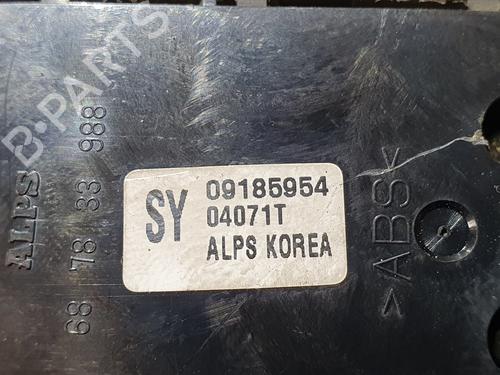 B-PARTS
SY
09185954
04071T
ALPS KOREA
ALPS
68 78 33 988
>ABS<